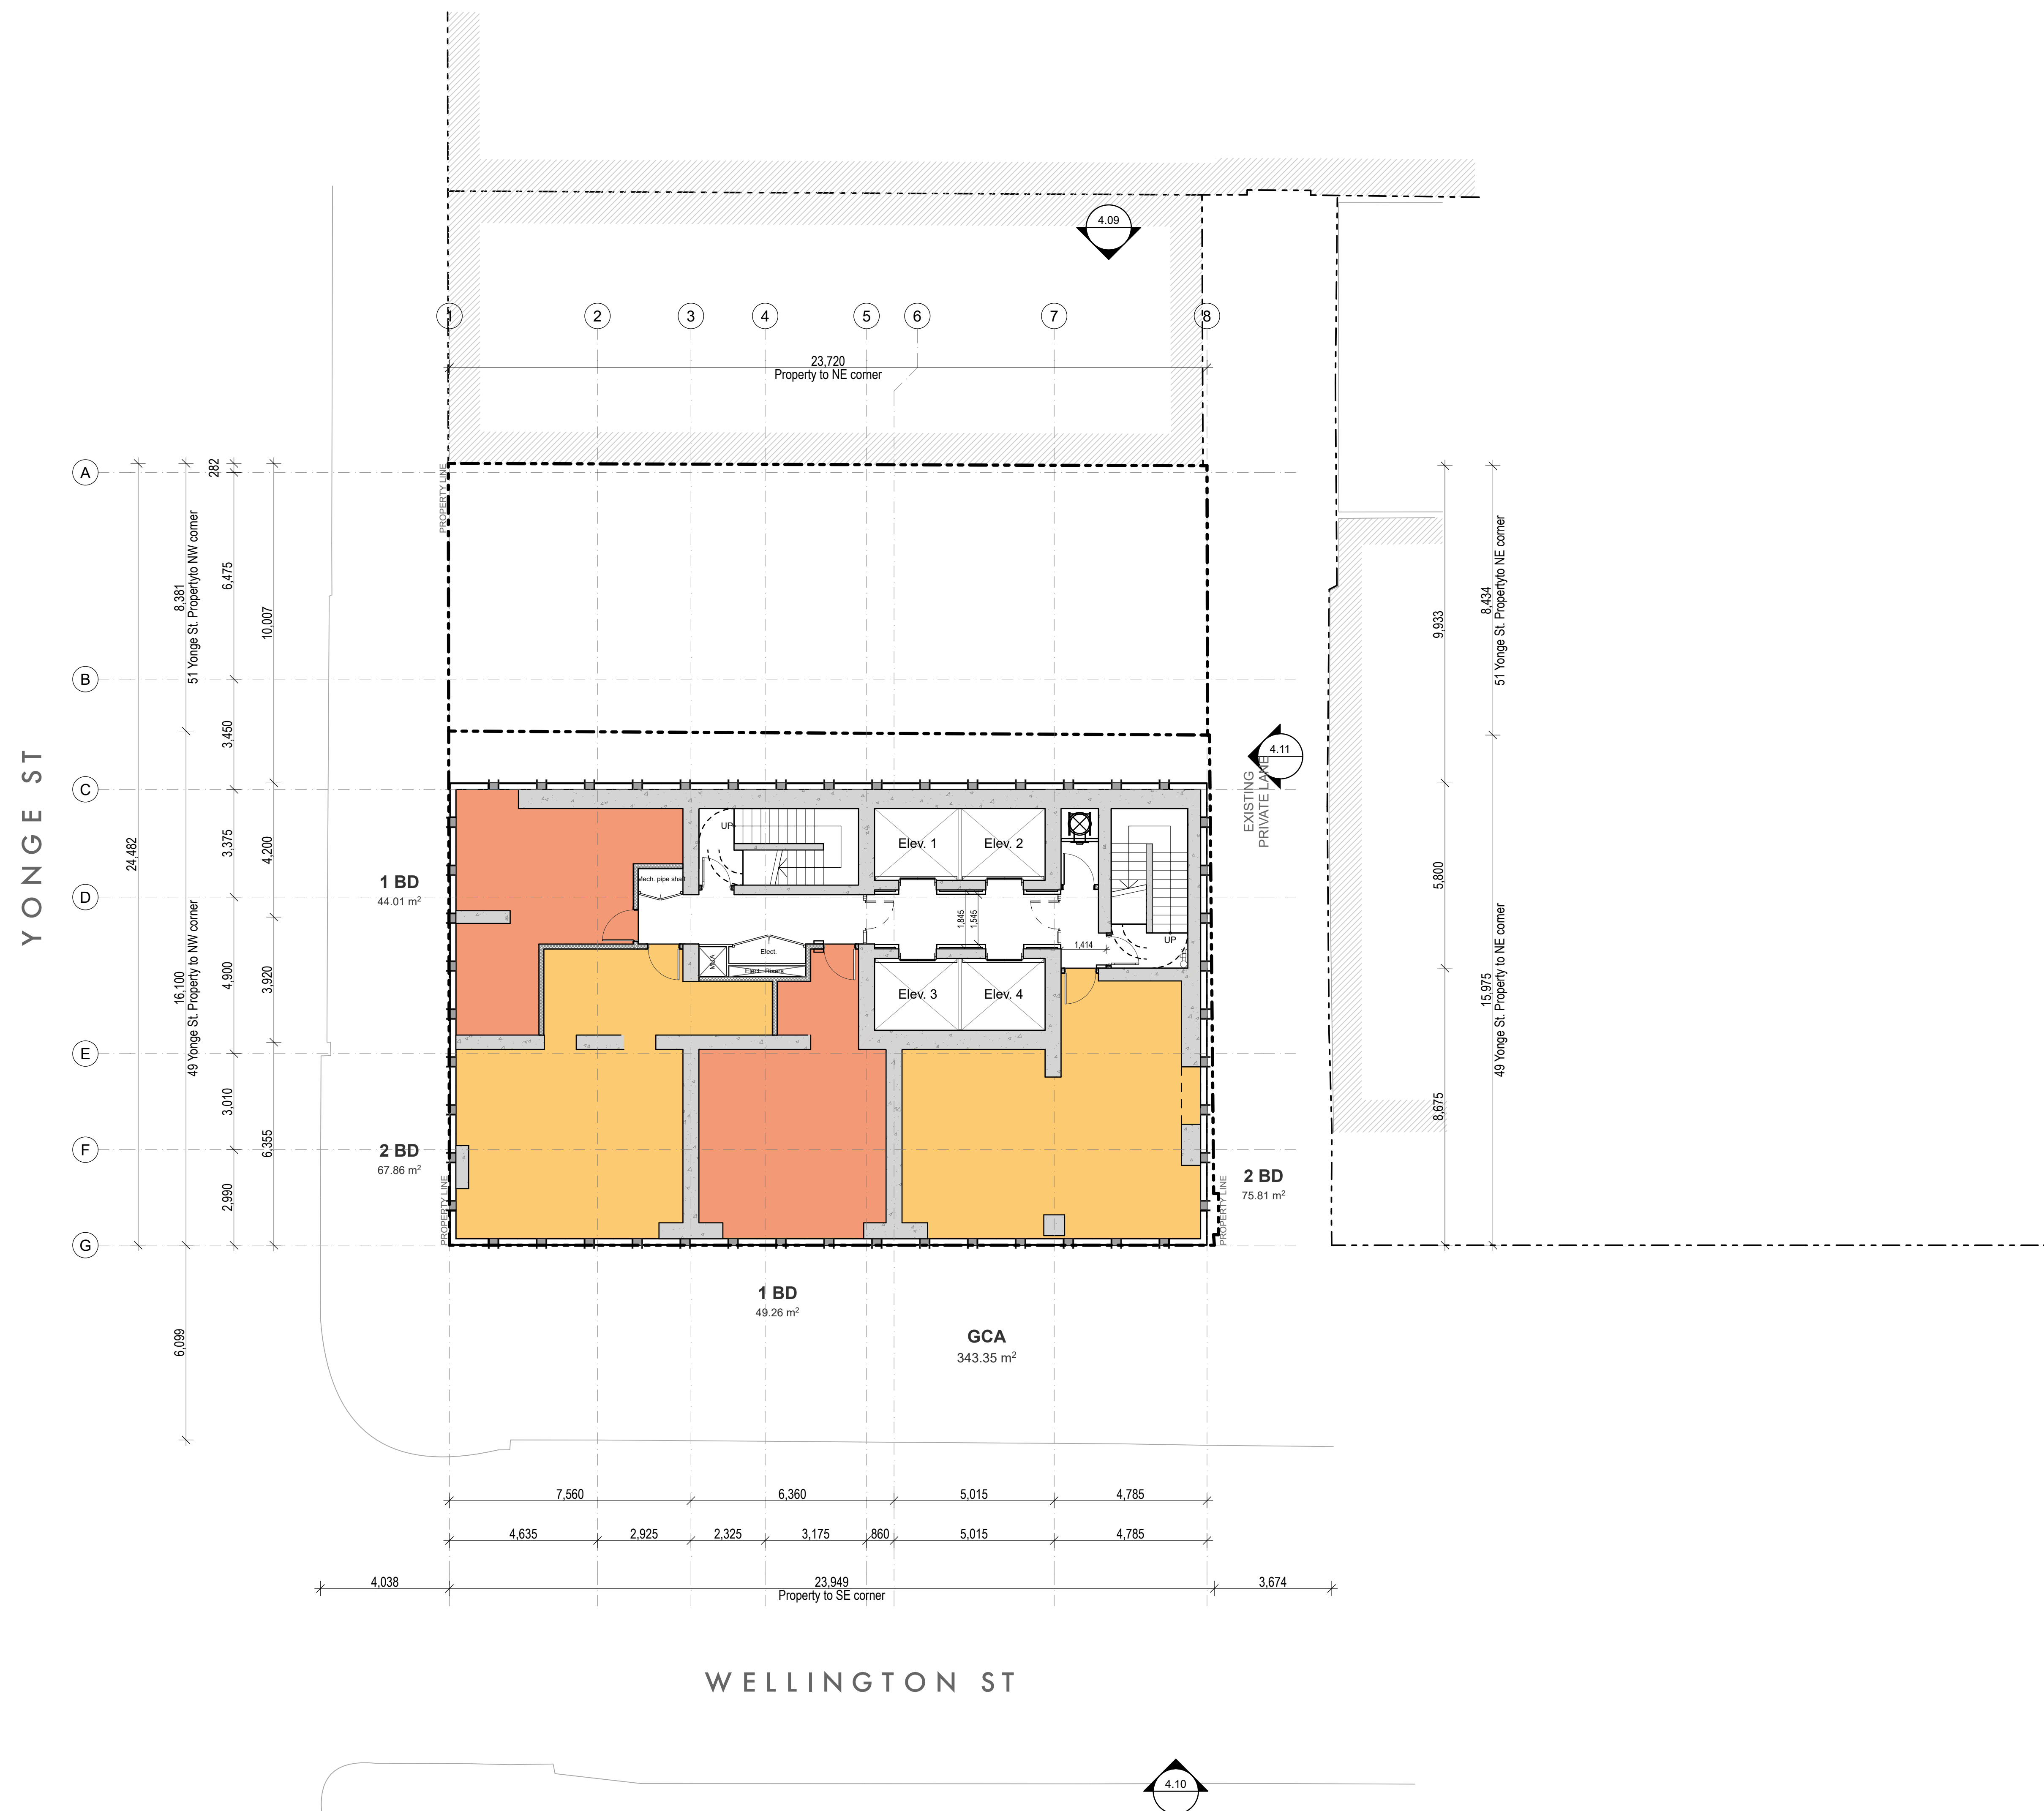 4.09
1
2
3
4
5
6
7
8
23,720
Property to NE corner
A
B
C
D
E
F
G
YONGE ST
24,482
8,381
51 Yonge St. Propertyto NW corner
16,100
49 Yonge St. Property to NW corner
6,099
282
6,475
3,450
3,375
4,900
3,010
2,990
10,007
4,200
3,920
6,355
PROPERTY LINE
PROPERTY LINE
PROPERTY LINE
4.11
EXISTING
PRIVATE LANE
9,933
5,800
8,675
8,434
51 Yonge St. Propertyto NE corner
15,975
49 Yonge St. Property to NE corner
1 BD
44.01 m²
UP
Mech. pipe shaft
Elev. 1
Elev. 2
1,845
1,545
1,414
UP
MUA
Elect.
Elect. Risers
Elev. 3
Elev. 4
2 BD
67.86 m²
2 BD
75.81 m²
1 BD
49.26 m²
GCA
343.35 m²
7,560
6,360
5,015
4,785
4,635
2,925
2,325
3,175
860
5,015
4,785
4,038
23,949
Property to SE corner
3,674
WELLINGTON ST
4.10